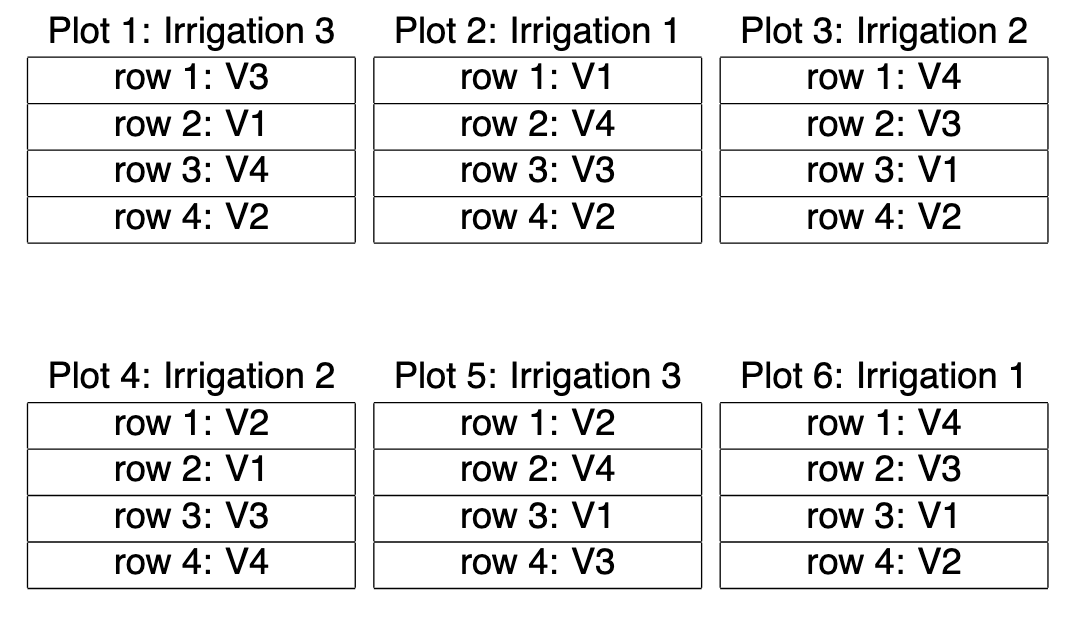 Plot 1: Irrigation 3
row 1: V3
row 2: V1
row 3: V4
row 4: V2
Plot 2: Irrigation 1
row 1: V1
row 2: V4
row 3: V3
row 4: V2
Plot 3: Irrigation 2
row 1: V4
row 2: V3
row 3: V1
row 4: V2
Plot 4: Irrigation 2
row 1: V2
row 2: V1
row 3: V3
row 4: V4
Plot 5: Irrigation 3
row 1: V2
row 2: V4
row 3: V1
row 4: V3
Plot 6: Irrigation 1
row 1: V4
row 2: V3
row 3: V1
row 4: V2